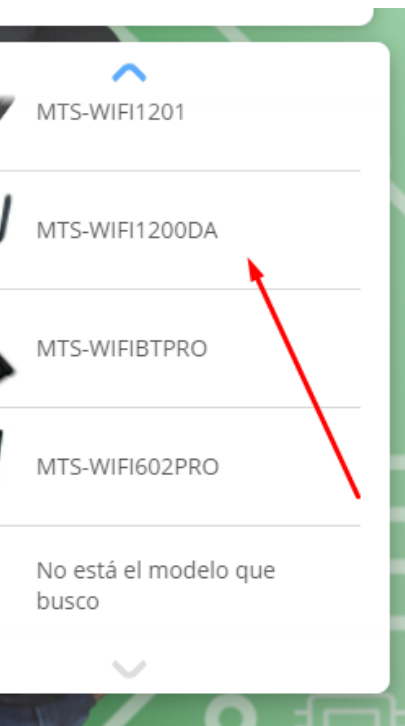 MTS-WIFI1201
MTS-WIFI1200DA
MTS-WIFIBTPRO
MTS-WIFI602PRO
No está el modelo que
busco